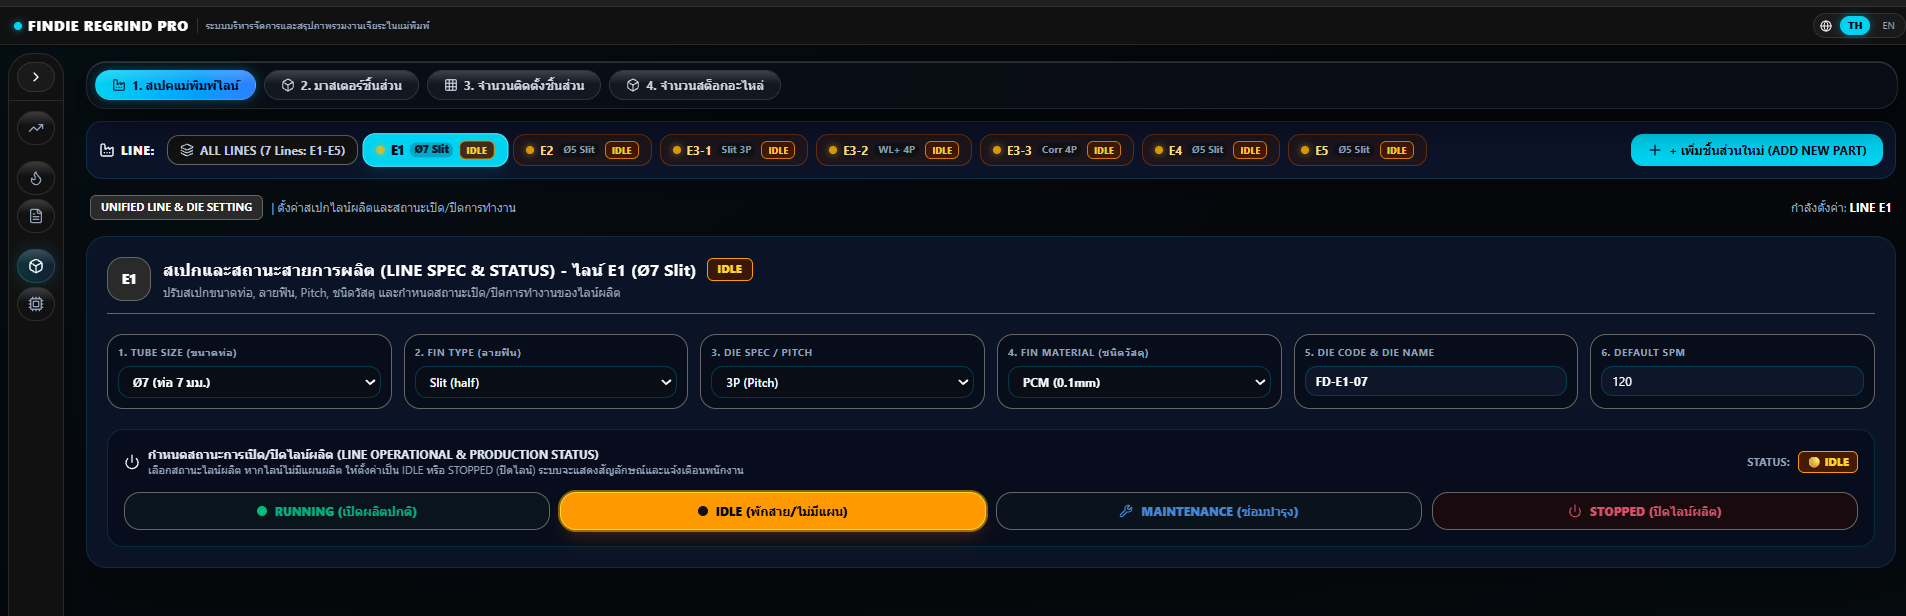 FINDIE REGRIND PRO
ระบบบริหารจัดการและสรุปภาพรวมงานเจียระไนแม่พิมพ์
TH
EN
1. สเปคแม่พิมพ์ไลน์
2. มาสเตอร์ชิ้นส่วน
3. จำนวนติดตั้งชิ้นส่วน
4. จำนวนสต็อกอะไหล่
LINE:
ALL LINES (7 Lines: E1-E5)
E1 Ø7 Slit IDLE
E2 Ø5 Slit IDLE
E3-1 Slit 3P IDLE
E3-2 WL+ 4P IDLE
E3-3 Corr 4P IDLE
E4 Ø5 Slit IDLE
E5 Ø5 Slit IDLE
+ + เพิ่มชิ้นส่วนใหม่ (ADD NEW PART)
UNIFIED LINE & DIE SETTING
| ตั้งค่าสเปกไลน์ผลิตและสถานะเปิด/ปิดการทำงาน
กำลังตั้งค่า: LINE E1
E1
สเปกและสถานะสายการผลิต (LINE SPEC & STATUS) - ไลน์ E1 (Ø7 Slit)
IDLE
ปรับสเปกขนาดท่อ, ลายฟิน, Pitch, ชนิดวัสดุ และกำหนดสถานะเปิด/ปิดการทำงานของไลน์ผลิต
1. TUBE SIZE (ขนาดท่อ)
Ø7 (ท่อ 7 มม.)
2. FIN TYPE (ลายฟิน)
Slit (half)
3. DIE SPEC / PITCH
3P (Pitch)
4. FIN MATERIAL (ชนิดวัสดุ)
PCM (0.1mm)
5. DIE CODE & DIE NAME
FD-E1-07
6. DEFAULT SPM
120
กำหนดสถานะการเปิด/ปิดไลน์ผลิต (LINE OPERATIONAL & PRODUCTION STATUS)
เลือกสถานะไลน์ผลิต หากไลน์ไม่มีแผนผลิต ให้ตั้งค่าเป็น IDLE หรือ STOPPED (ปิดไลน์) ระบบจะแสดงสัญลักษณ์และแจ้งเตือนพนักงาน
STATUS: IDLE
RUNNING (เปิดผลิตปกติ)
IDLE (พักสาย/ไม่มีแผน)
MAINTENANCE (ซ่อมบำรุง)
STOPPED (ปิดไลน์ผลิต)